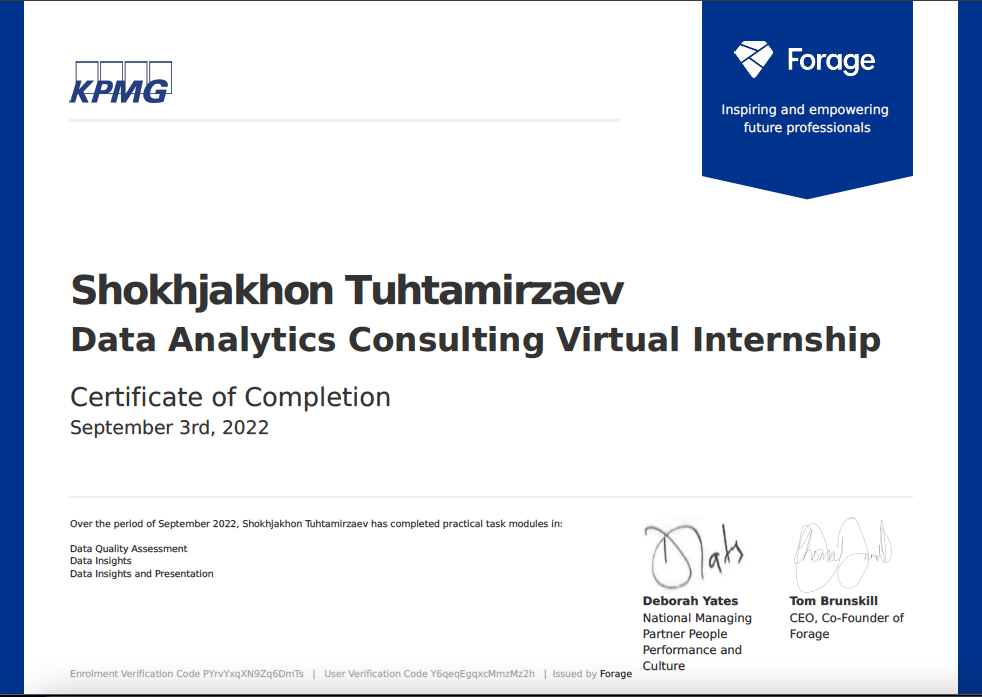 KPMG
Forage
Inspiring and empowering
future professionals
Shokhjakhon Tuhtamirzaev
Data Analytics Consulting Virtual Internship
Certificate of Completion
September 3rd, 2022
Over the period of September 2022, Shokhjakhon Tuhtamirzaev has completed practical task modules in:
Data Quality Assessment
Data Insights
Data Insights and Presentation
Deborah Yates
National Managing
Partner People
Performance and
Culture
Tom Brunskill
CEO, Co-Founder of
Forage
Enrolment Verification Code PYrvYxqXN9Zq6DmTs | User Verification Code Y6qeqEgqxcMmzMz2h | Issued by Forage